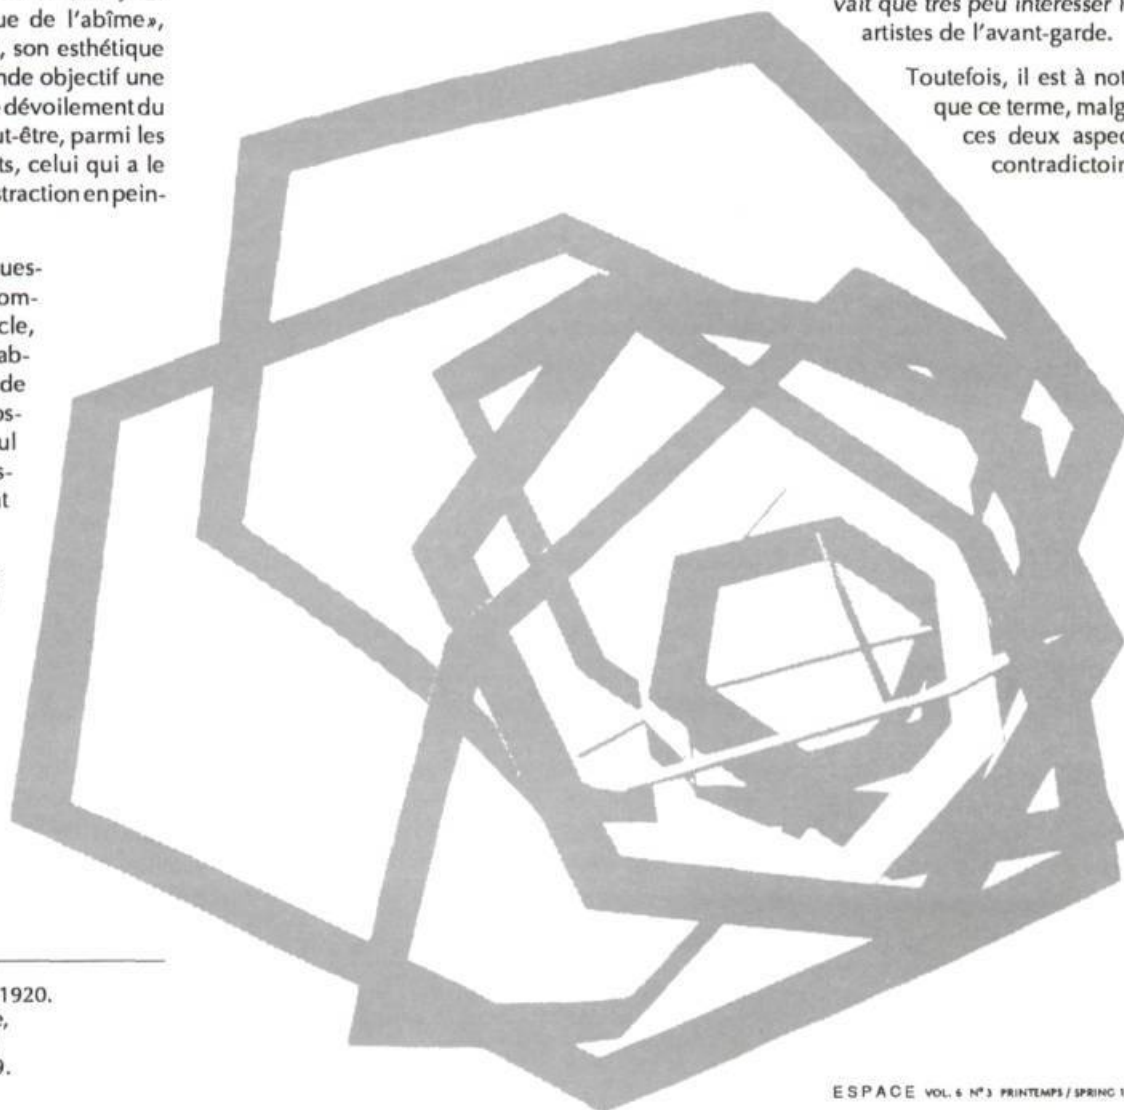 ue de l'abîme»,
, son esthétique
nde objectif une
dévoilement du
ut-être, parmi les
ts, celui qui a le
straction en pein-
ues-
om-
cle,
ab-
de
os-
ul
s-
t
1920.
e,
9.
vait que très peu intéresser
artistes de l'avant-garde.
Toutefois, il est à not
que ce terme, malg
ces deux aspec
contradictoir
ESPACE VOL. 6 N° 3 PRINTEMPS / SPRING 1